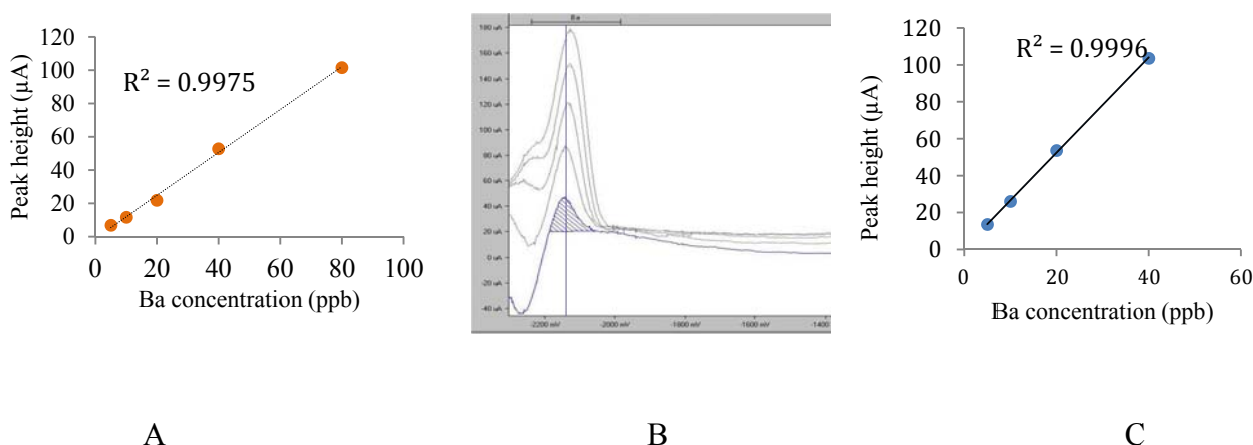 120
100
80
60
40
20
0
Peak height (µA)
R² = 0.9975
0 20 40 60 80 100
Ba concentration (ppb)
A
Ba
180 uA
160 uA
140 uA
120 uA
100 uA
80 uA
60 uA
40 uA
20 uA
0 uA
-20 uA
-40 uA
-2200 mV -2000 mV -1800 mV -1600 mV -1400
B
120
100
80
60
40
20
0
Peak height (µA)
R² = 0.9996
0 20 40 60
Ba concentration (ppb)
C